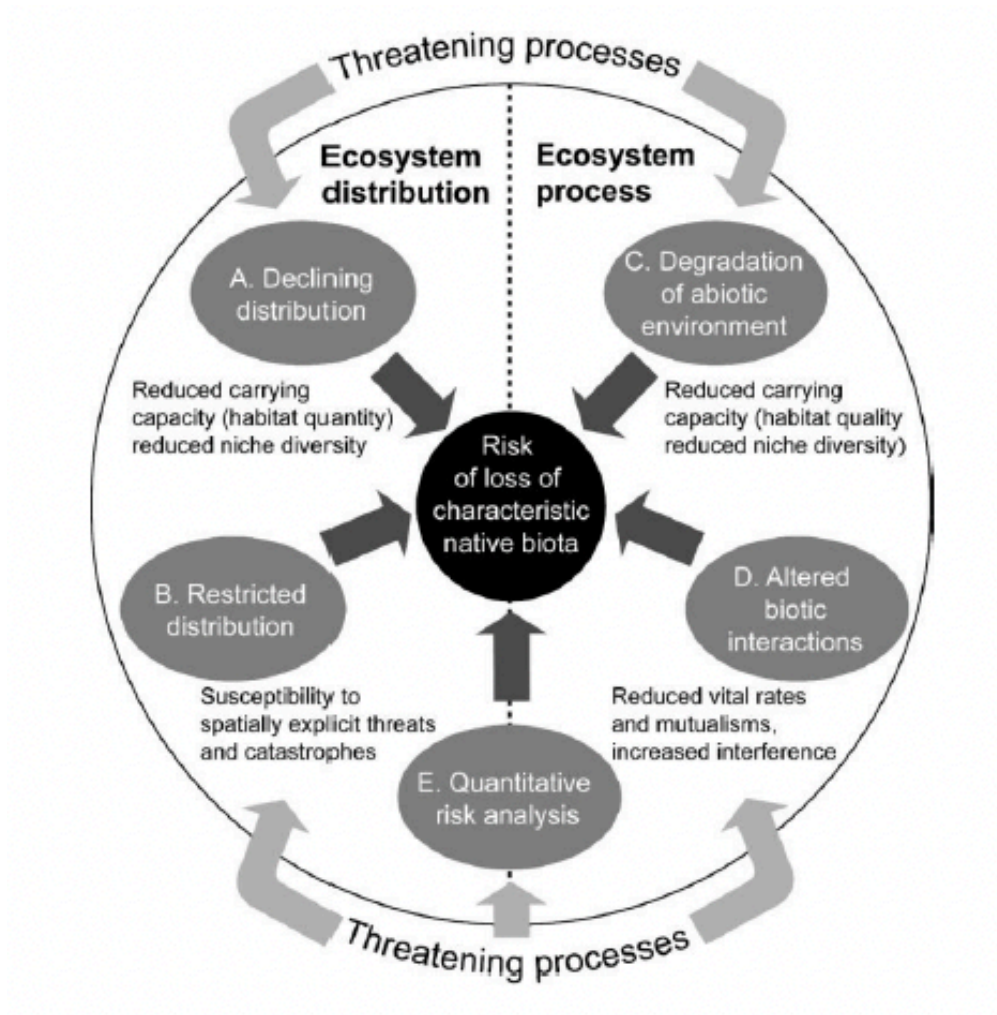 Threatening processes
Ecosystem
distribution
Ecosystem
process
A. Declining
distribution
C. Degradation
of abiotic
environment
Reduced carrying
capacity (habitat quantity)
reduced niche diversity
Reduced carrying
capacity (habitat quality
reduced niche diversity)
Risk
of loss of
characteristic
native biota
B. Restricted
distribution
D. Altered
biotic
interactions
Susceptibility to
spatially explicit threats
and catastrophes
Reduced vital rates
and mutualisms,
increased interference
E. Quantitative
risk analysis
Threatening processes